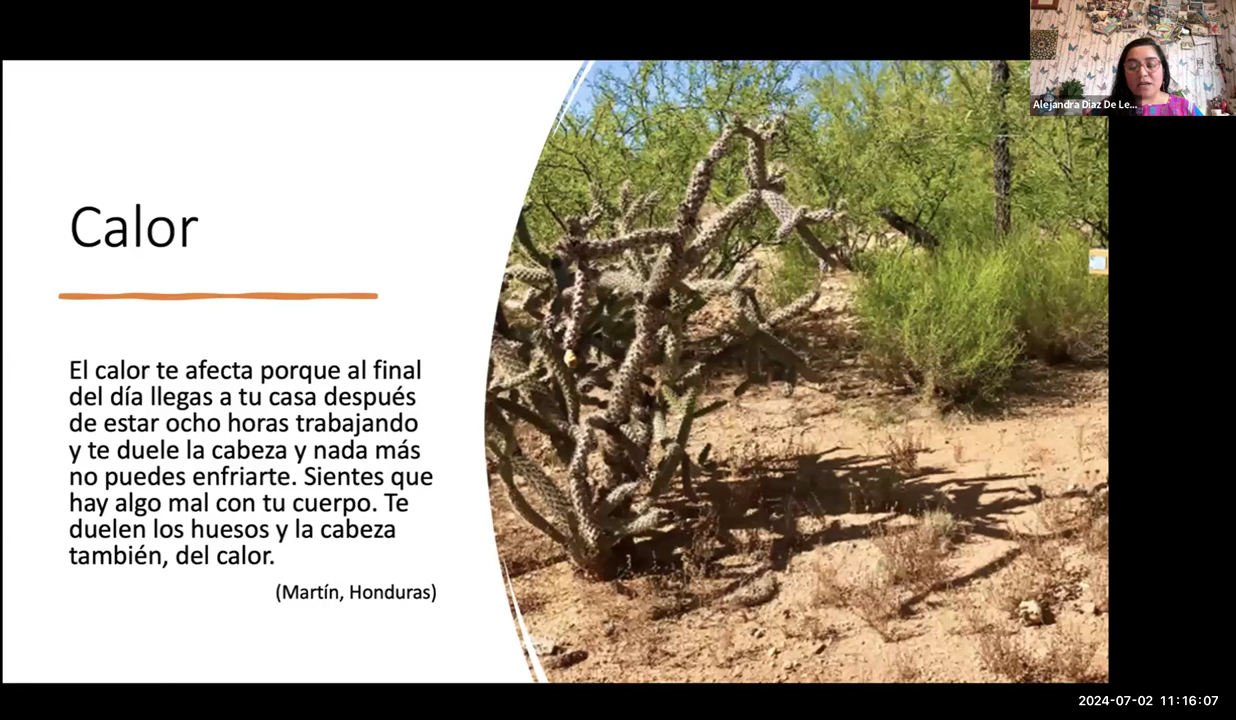 Alejandra Diaz De Le...
Calor
El calor te afecta porque al final
del día llegas a tu casa después
de estar ocho horas trabajando
y te duele la cabeza y nada más
no puedes enfriarte. Sientes que
hay algo mal con tu cuerpo. Te
duelen los huesos y la cabeza
también, del calor.
(Martín, Honduras)
2024-07-02 11:16:07